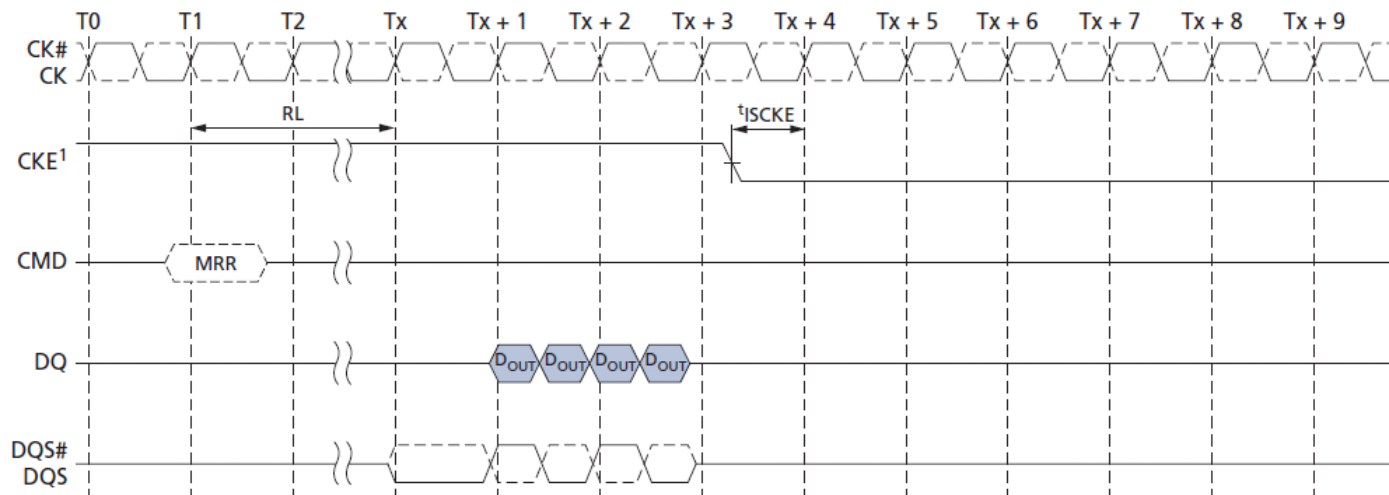 T0 T1 T2 Tx Tx + 1 Tx + 2 Tx + 3 Tx + 4 Tx + 5 Tx + 6 Tx + 7 Tx + 8 Tx + 9
CK#
CK
RL tISCKE
CKE1
CMD MRR
DQ DOUT DOUT DOUT DOUT
DQS#
DQS